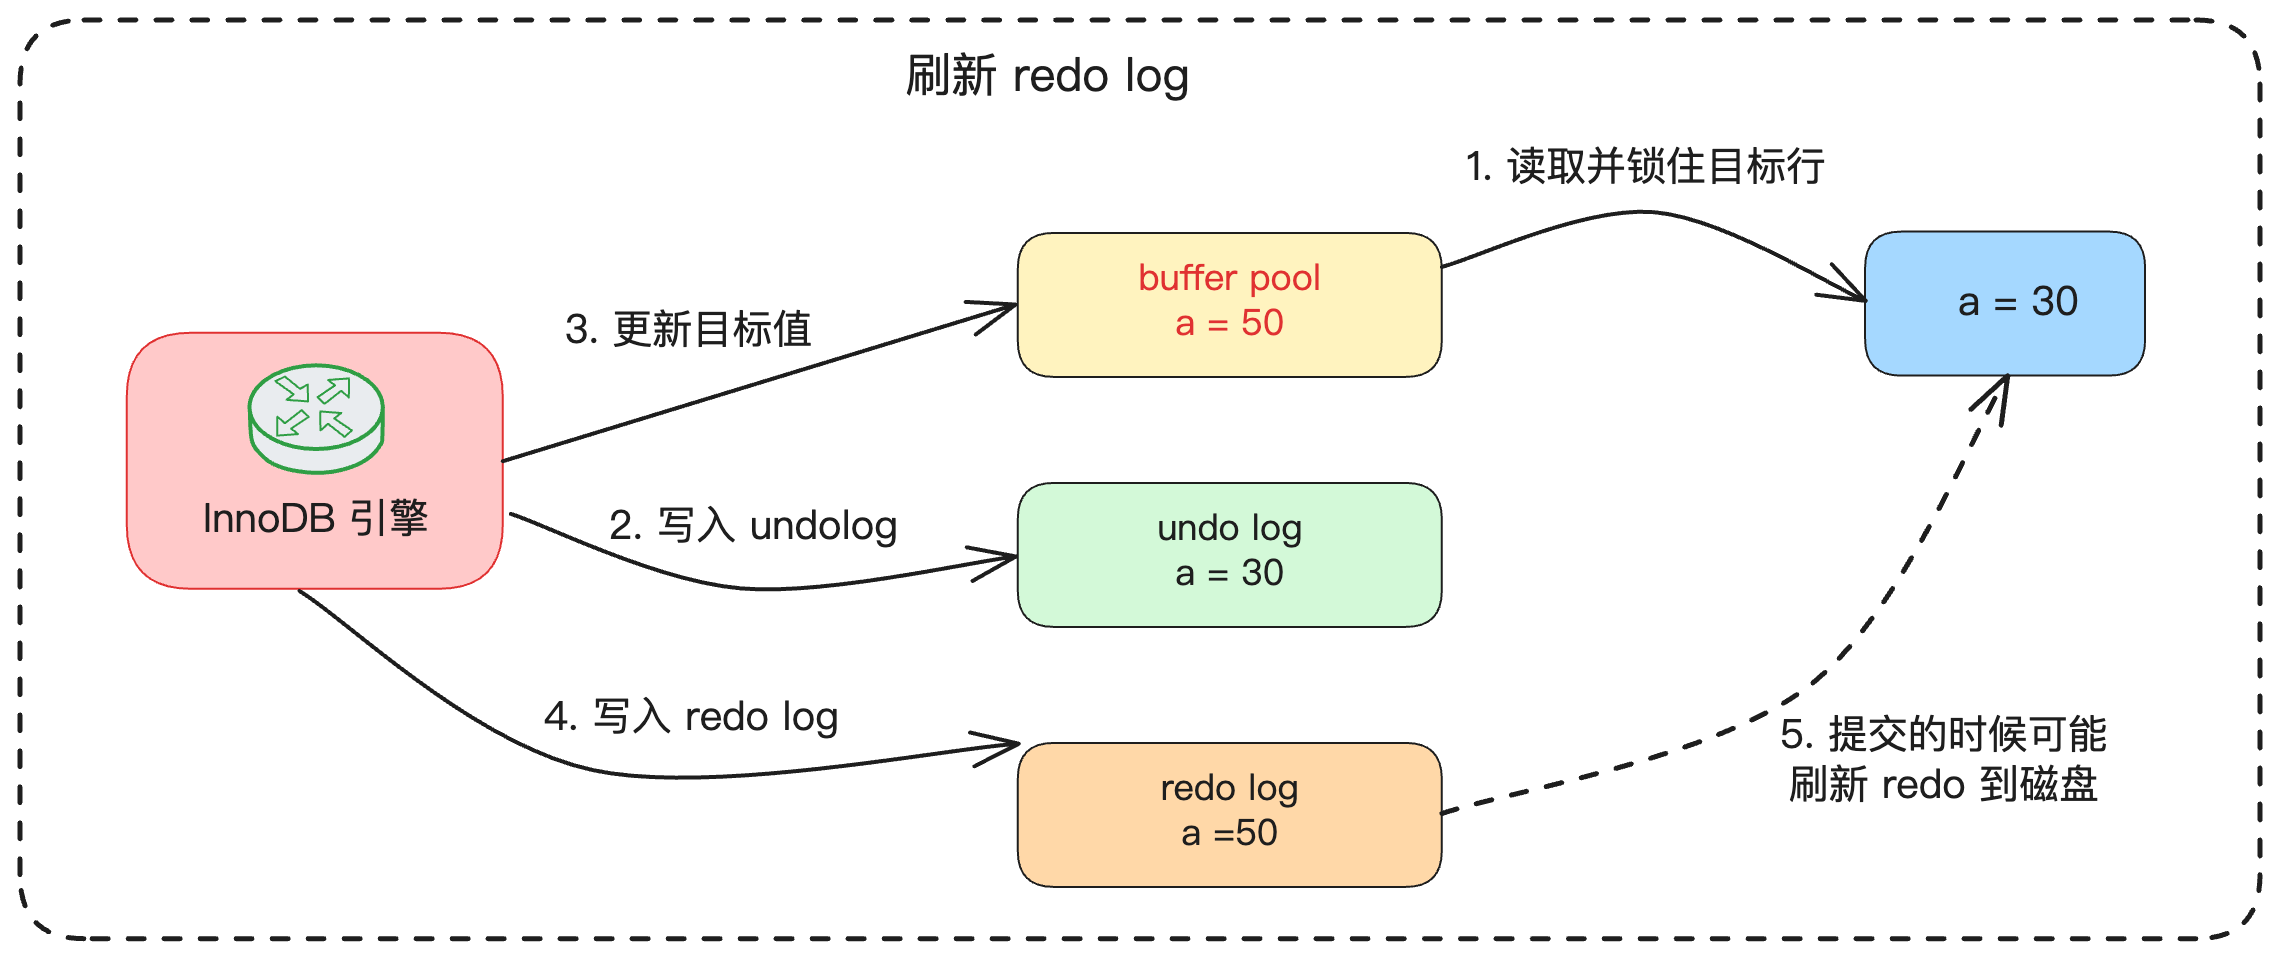 刷新 redo log
1. 读取并锁住目标行
buffer pool
a = 50
a = 30
3. 更新目标值
InnoDB 引擎
2. 写入 undolog
undo log
a = 30
4. 写入 redo log
redo log
a =50
5. 提交的时候可能
刷新 redo 到磁盘